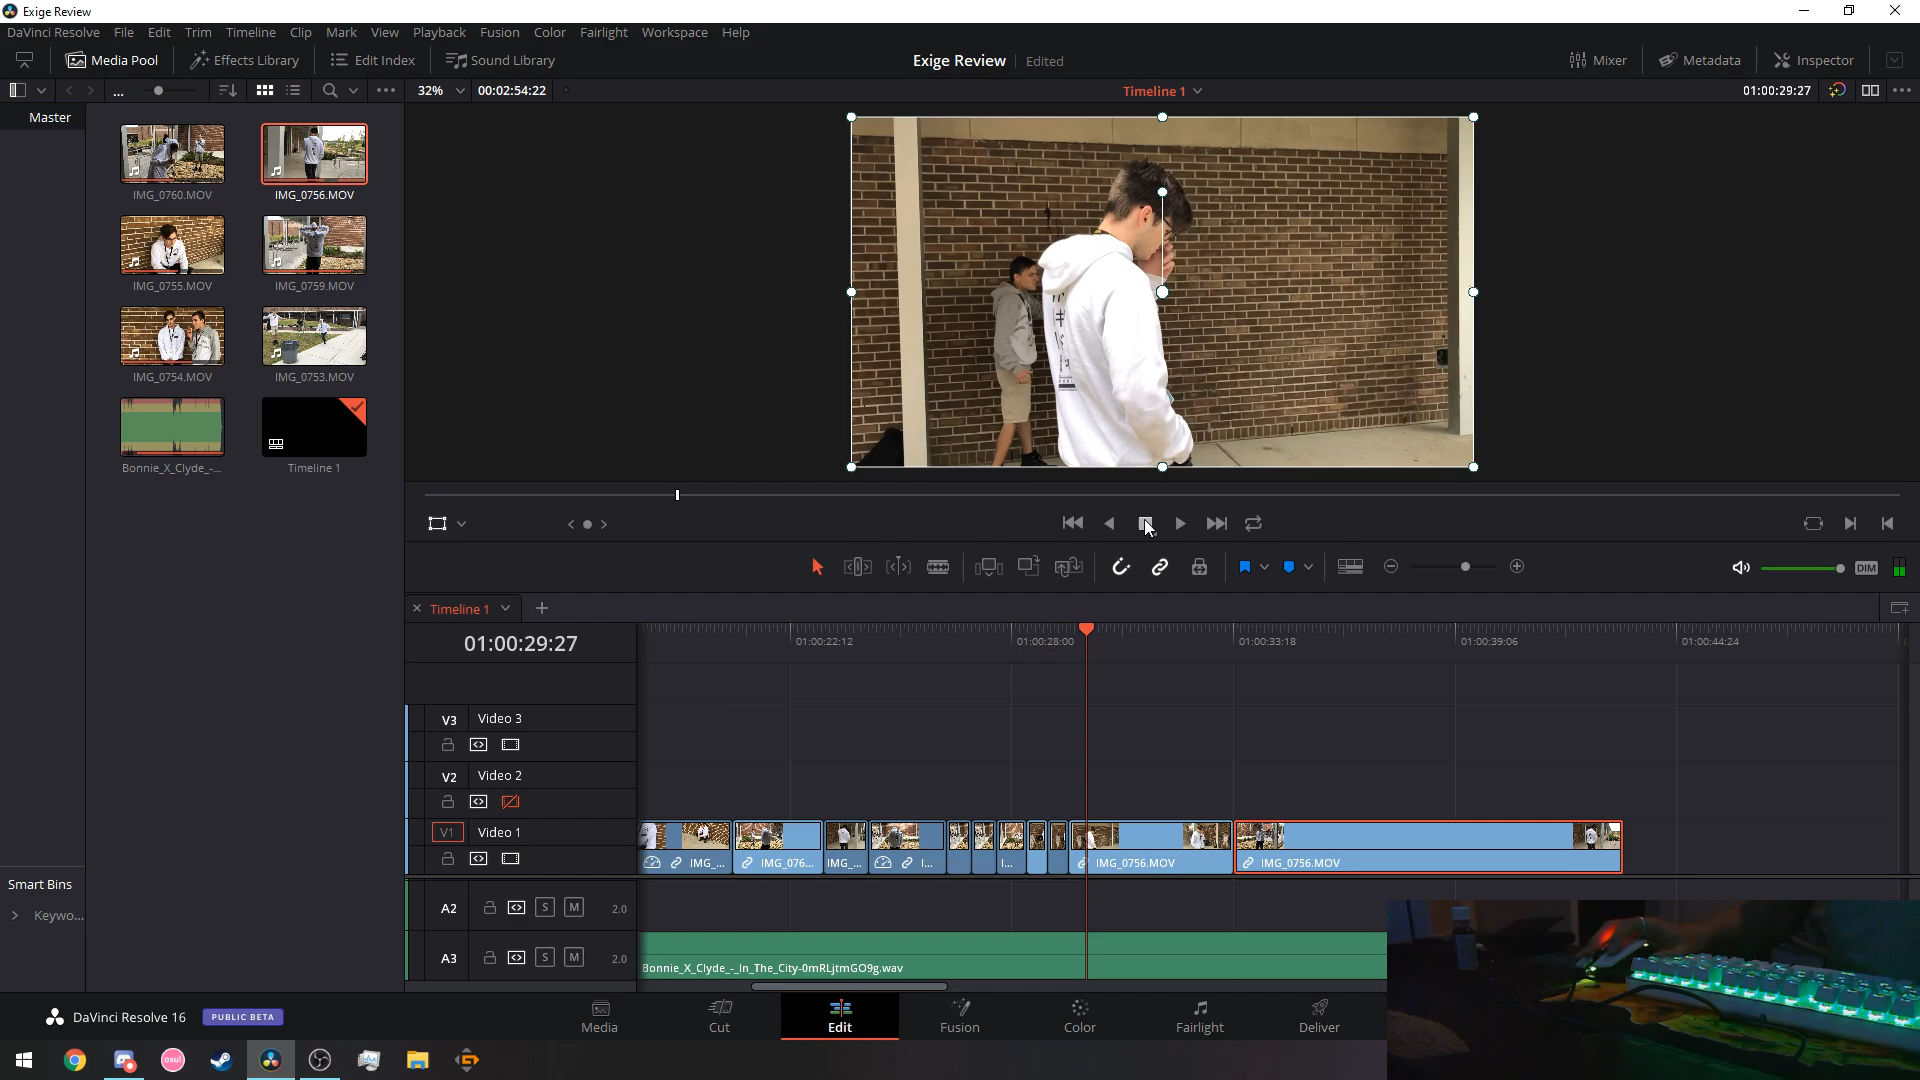 Exige Review
DaVinci Resolve File Edit Trim Timeline Clip Mark View Playback Fusion Color Fairlight Workspace Help
Media Pool Effects Library Edit Index Sound Library Exige Review Edited Mixer Metadata Inspector
... 32% 00:02:54:22 Timeline 1 01:00:29:27
Master
IMG_0760.MOV IMG_0756.MOV
IMG_0755.MOV IMG_0759.MOV
IMG_0754.MOV IMG_0753.MOV
Bonnie_X_Clyde_-... Timeline 1
DIM
Timeline 1
01:00:29:27 01:00:22:12 01:00:28:00 01:00:33:18 01:00:39:06 01:00:44:24
V3 Video 3
V2 Video 2
V1 Video 1
IMG_... IMG_076... IMG_... I... I... IMG_0756.MOV IMG_0756.MOV
Smart Bins
Keywo...
A2 S M 2.0
A3 S M 2.0
Bonnie_X_Clyde_-_In_The_City-0mRLjtmGO9g.wav
DaVinci Resolve 16 PUBLIC BETA
Media Cut Edit Fusion Color Fairlight Deliver
osu!